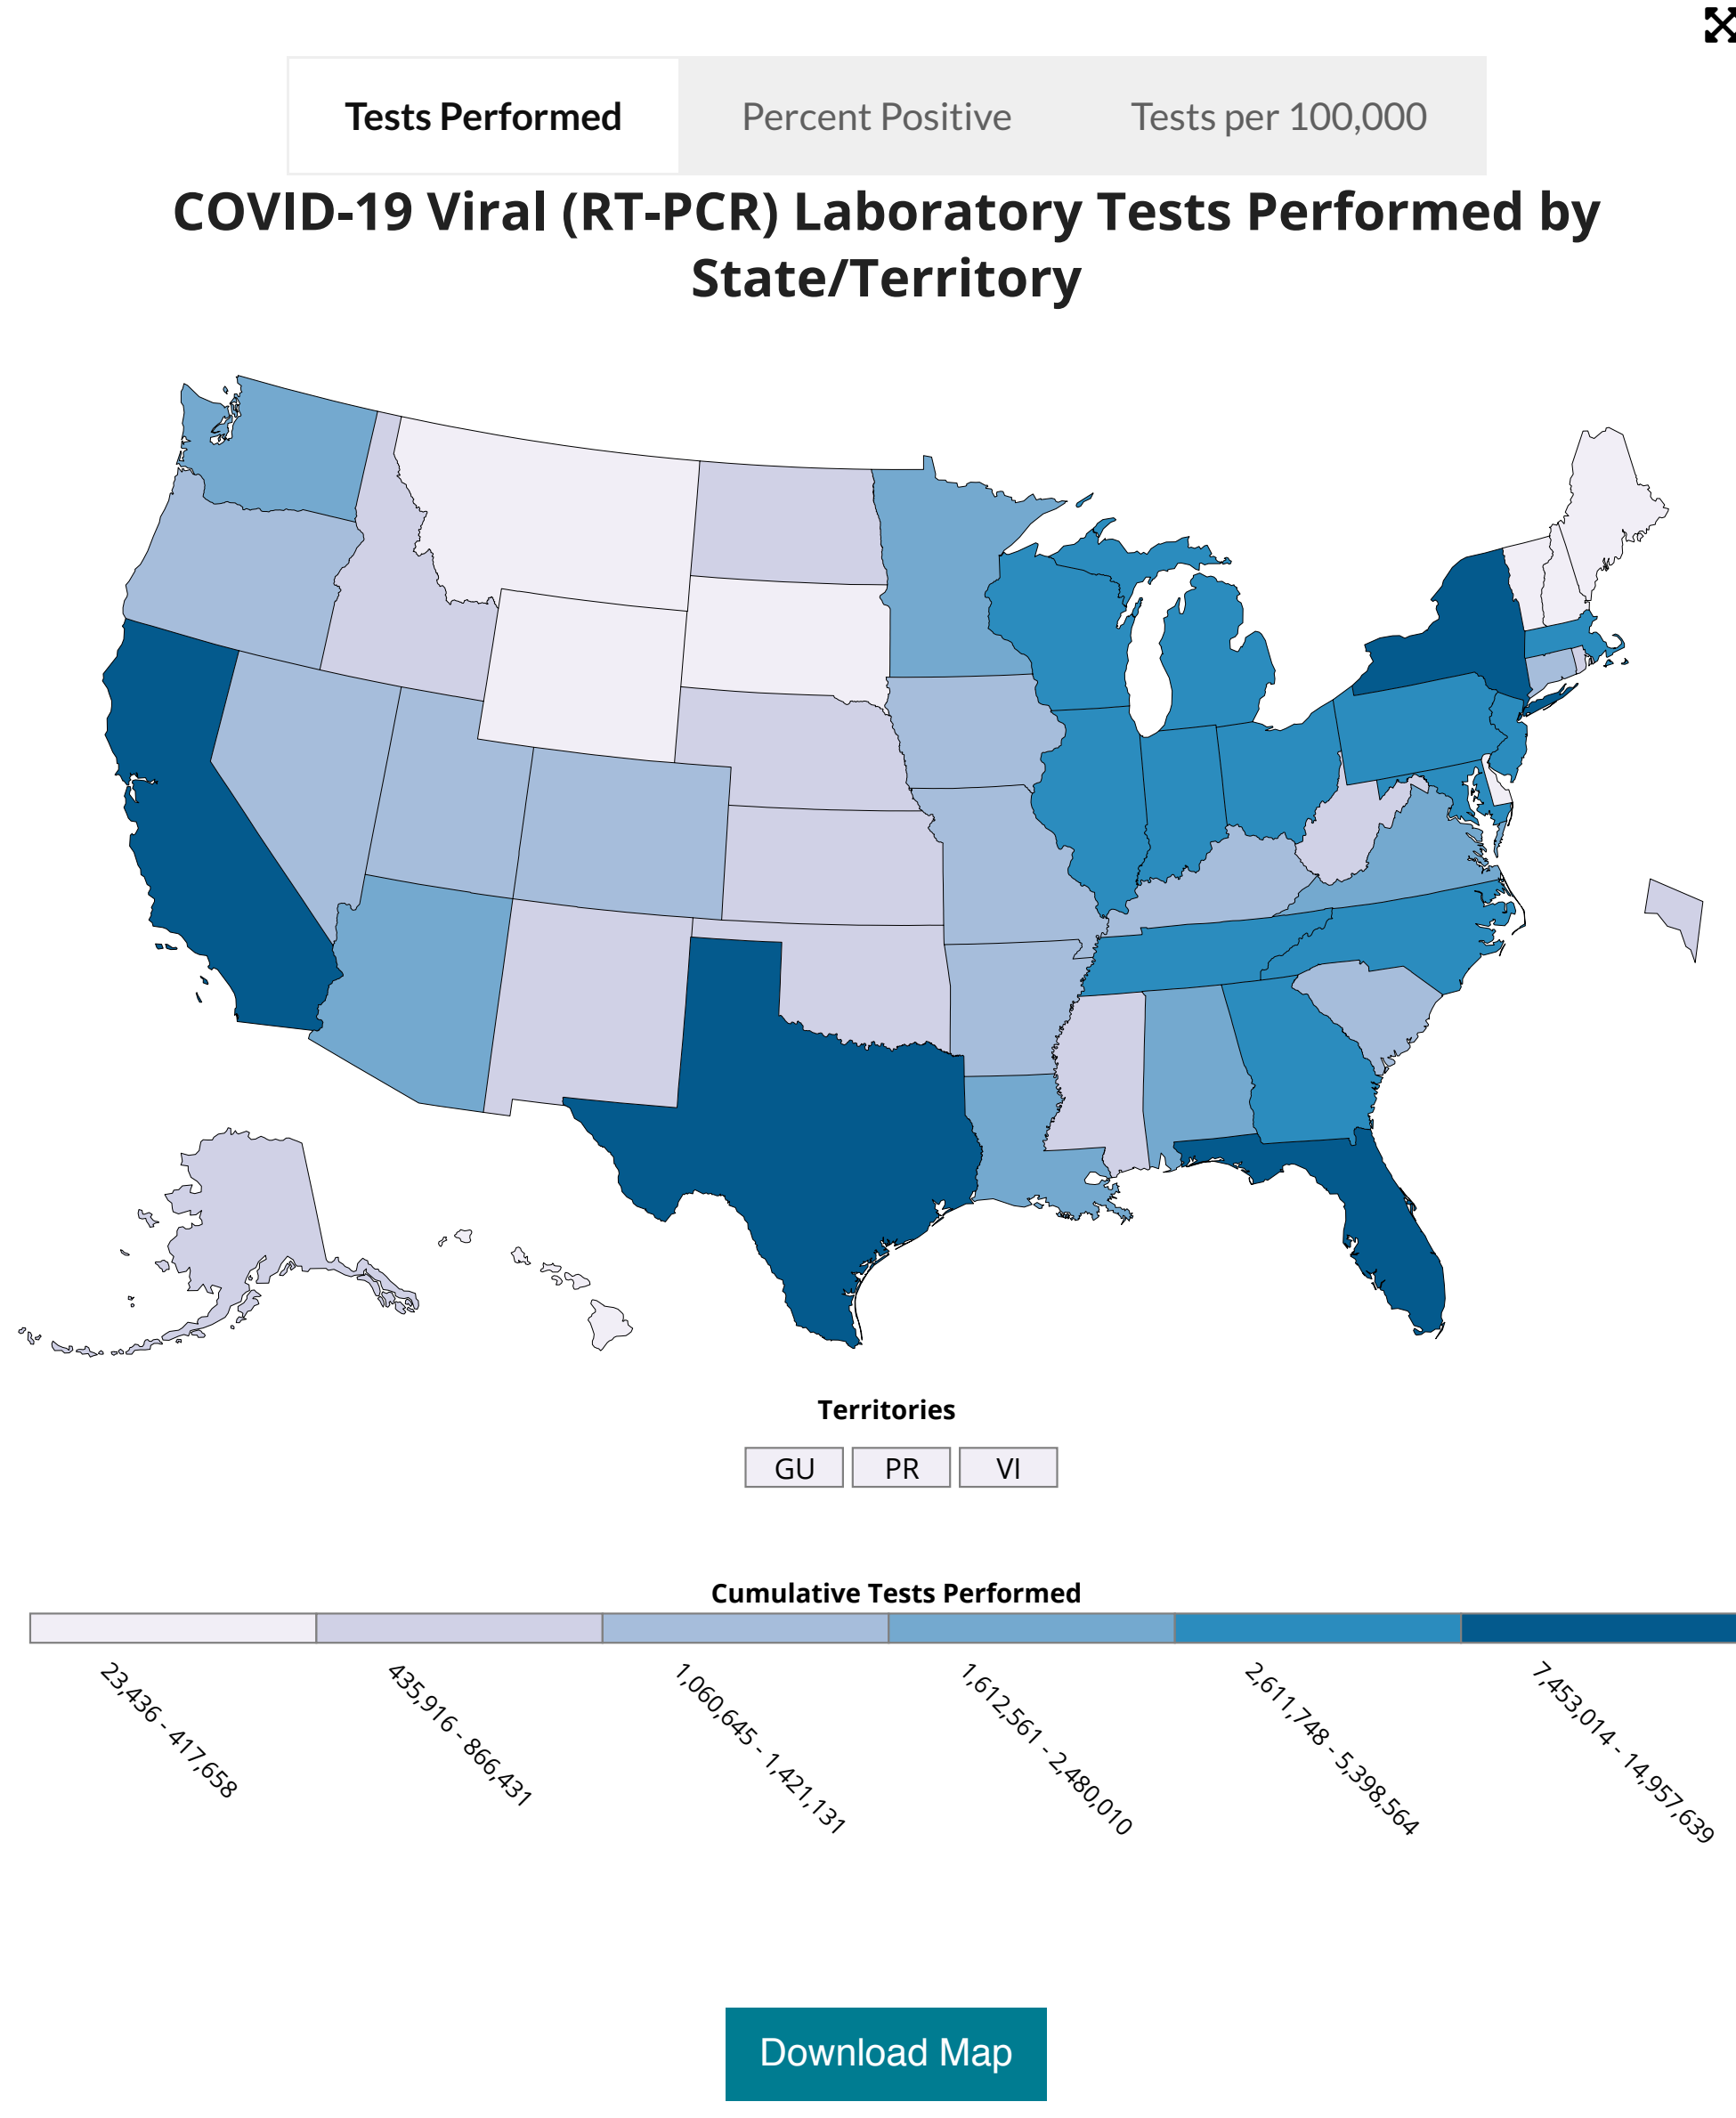 Tests Performed
Percent Positive
Tests per 100,000
COVID-19 Viral (RT-PCR) Laboratory Tests Performed by
State/Territory
Territories
GU
PR
VI
Cumulative Tests Performed
23,436 - 417,658
435,916 - 866,431
1,060,645 - 1,421,131
1,612,561 - 2,480,010
2,611,748 - 5,398,564
7,453,014 - 14,957,639
Download Map